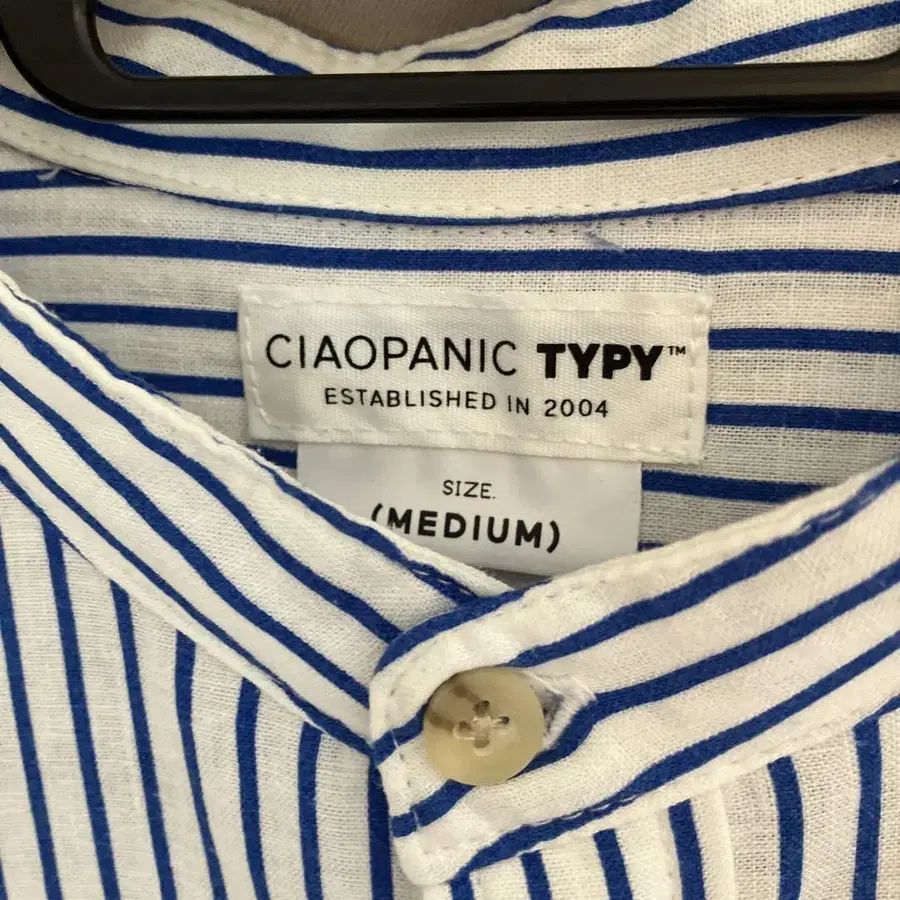 CIAOPANIC TYPY™
ESTABLISHED IN 2004
SIZE.
(MEDIUM)